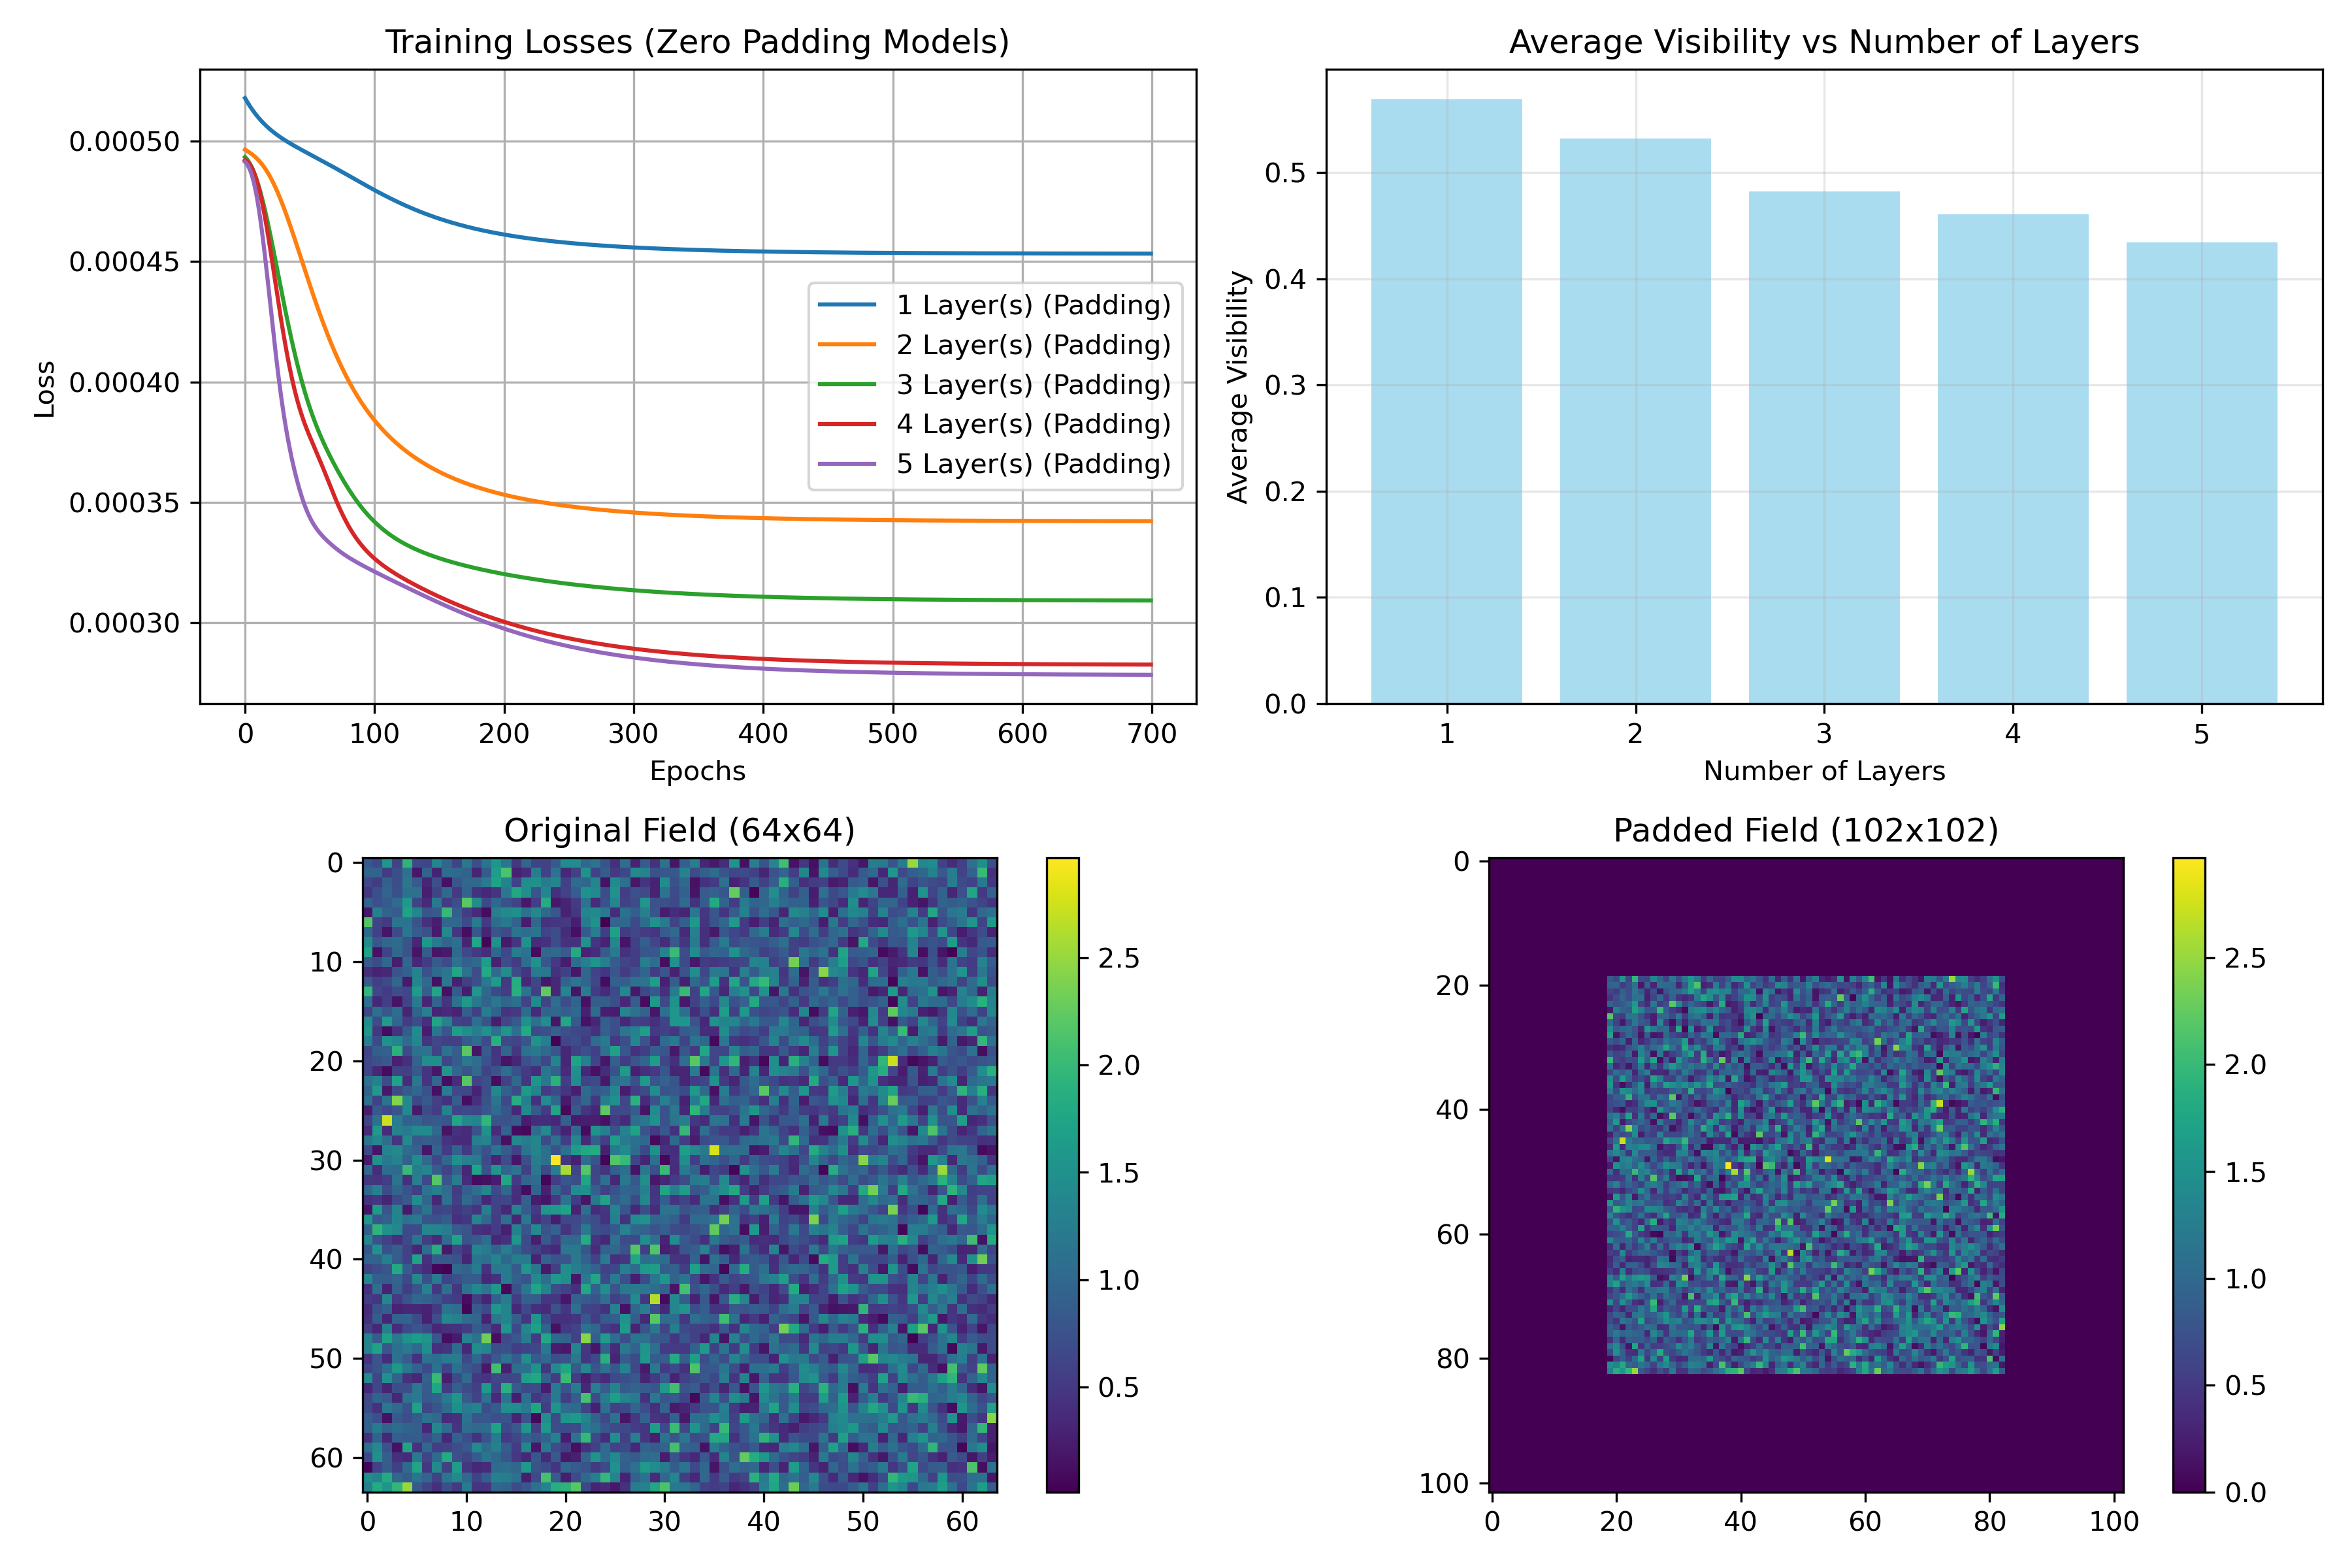 Training Losses (Zero Padding Models)
0.00050
0.00045
0.00040
0.00035
0.00030
Loss
1 Layer(s) (Padding)
2 Layer(s) (Padding)
3 Layer(s) (Padding)
4 Layer(s) (Padding)
5 Layer(s) (Padding)
0 100 200 300 400 500 600 700
Epochs
Average Visibility vs Number of Layers
0.5
0.4
0.3
0.2
0.1
0.0
Average Visibility
1 2 3 4 5
Number of Layers
Original Field (64x64)
0
10
20
30
40
50
60
0 10 20 30 40 50 60
2.5
2.0
1.5
1.0
0.5
Padded Field (102x102)
0
20
40
60
80
100
0 20 40 60 80 100
2.5
2.0
1.5
1.0
0.5
0.0